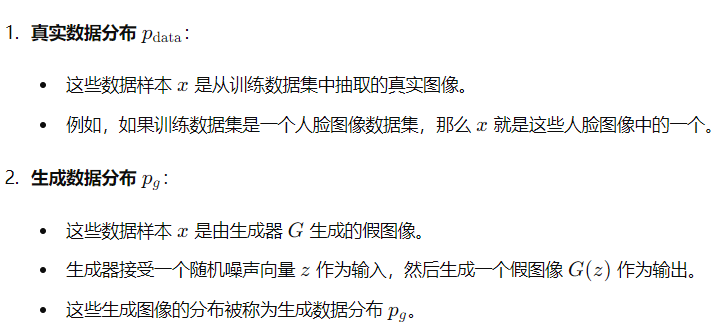 1. 真实数据分布 p_data：
• 这些数据样本 x 是从训练数据集中抽取的真实图像。
• 例如，如果训练数据集是一个人脸图像数据集，那么 x 就是这些人脸图像中的一个。
2. 生成数据分布 p_g：
• 这些数据样本 x 是由生成器 G 生成的假图像。
• 生成器接受一个随机噪声向量 z 作为输入，然后生成一个假图像 G(z) 作为输出。
• 这些生成图像的分布被称为生成数据分布 p_g。